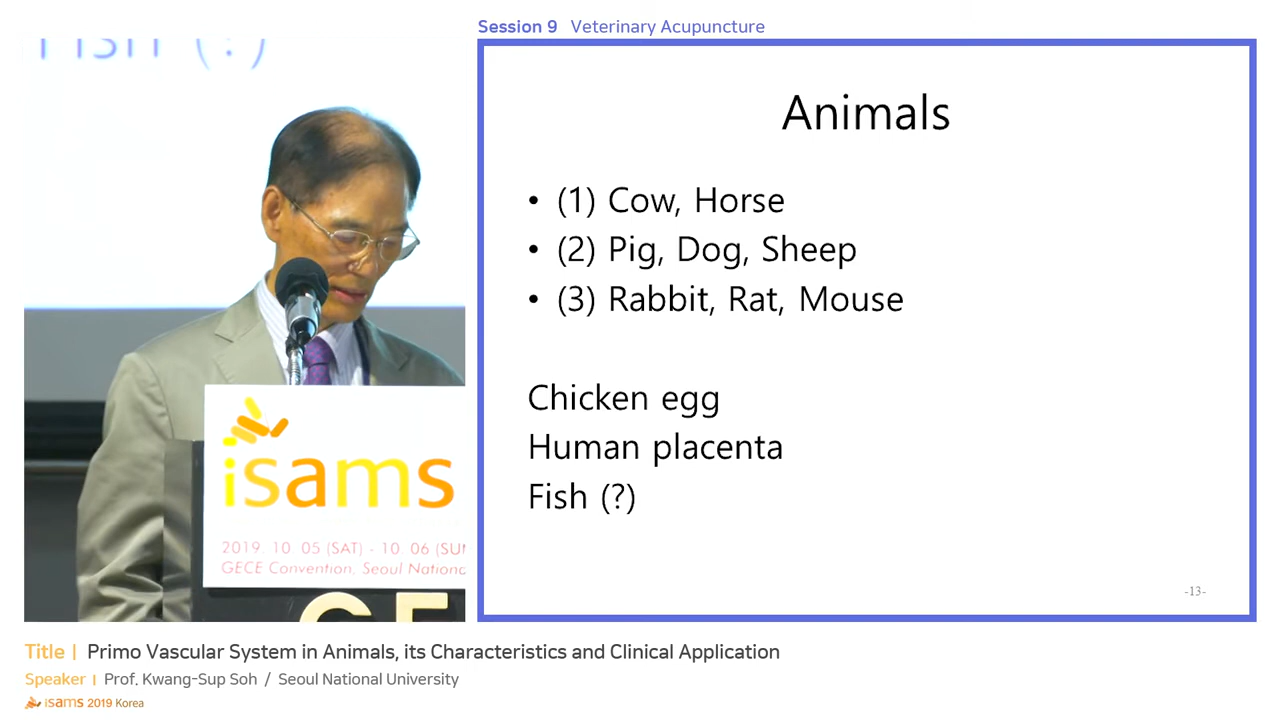 Session 9 Veterinary Acupuncture
FISH (?)
Animals
• (1) Cow, Horse
• (2) Pig, Dog, Sheep
• (3) Rabbit, Rat, Mouse
Chicken egg
Human placenta
Fish (?)
-13-
isams
2019. 10. 05 (SAT) - 10. 06 (SUN
GECE Convention, Seoul Nationa
Title | Primo Vascular System in Animals, its Characteristics and Clinical Application
Speaker | Prof. Kwang-Sup Soh / Seoul National University
isams 2019 Korea